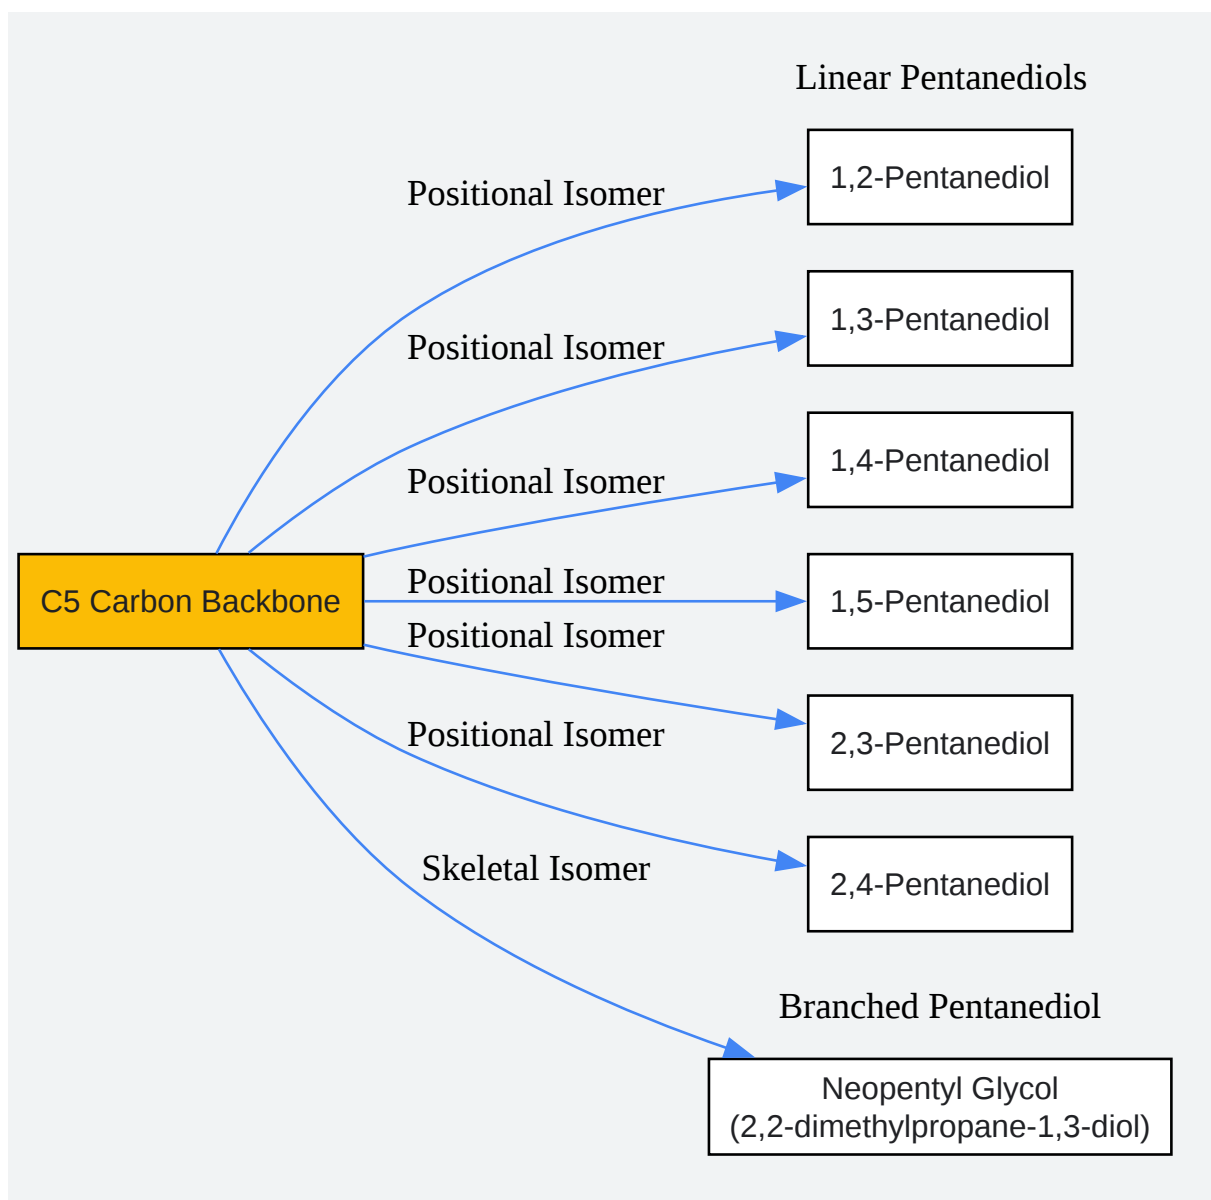 Linear Pentanediols
1,2-Pentanediol
Positional Isomer
1,3-Pentanediol
Positional Isomer
1,4-Pentanediol
Positional Isomer
C5 Carbon Backbone
Positional Isomer
1,5-Pentanediol
Positional Isomer
2,3-Pentanediol
Positional Isomer
2,4-Pentanediol
Skeletal Isomer
Branched Pentanediol
Neopentyl Glycol
(2,2-dimethylpropane-1,3-diol)